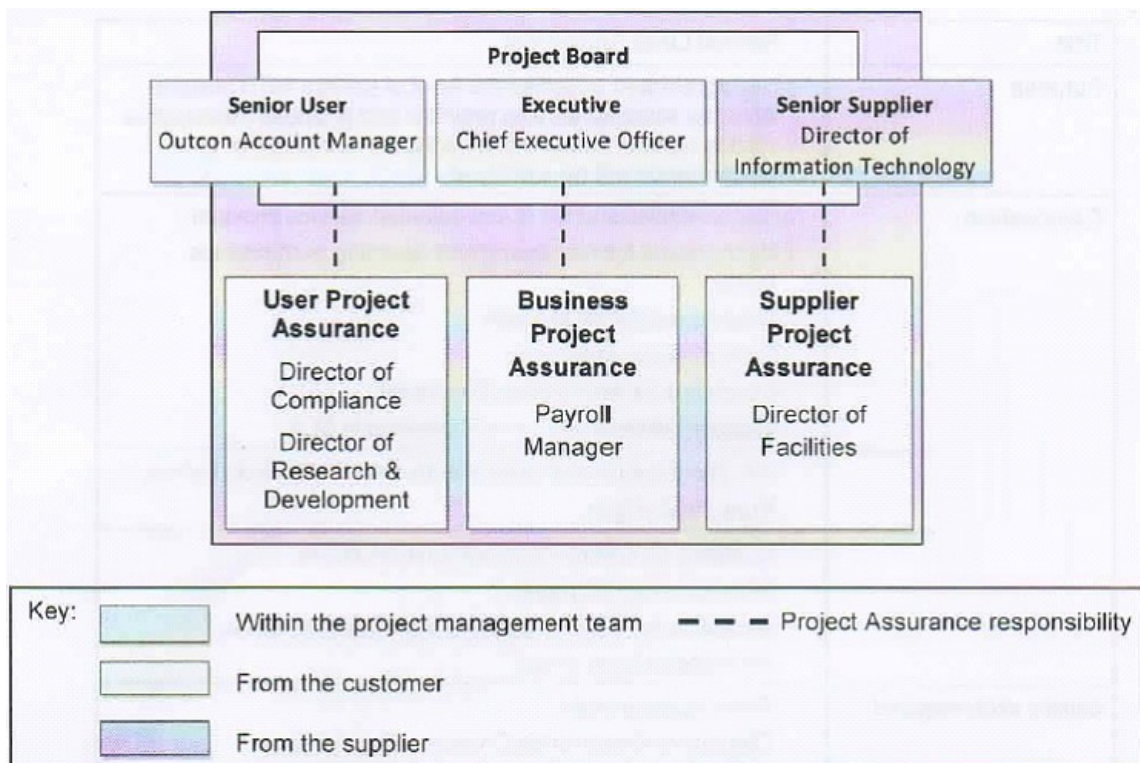 Project Board
Senior User
Outcon Account Manager
Executive
Chief Executive Officer
Senior Supplier
Director of
Information Technology
User Project
Assurance
Director of
Compliance
Director of
Research &
Development
Business
Project
Assurance
Payroll
Manager
Supplier
Project
Assurance
Director of
Facilities
Key:
Within the project management team
Project Assurance responsibility
From the customer
From the supplier